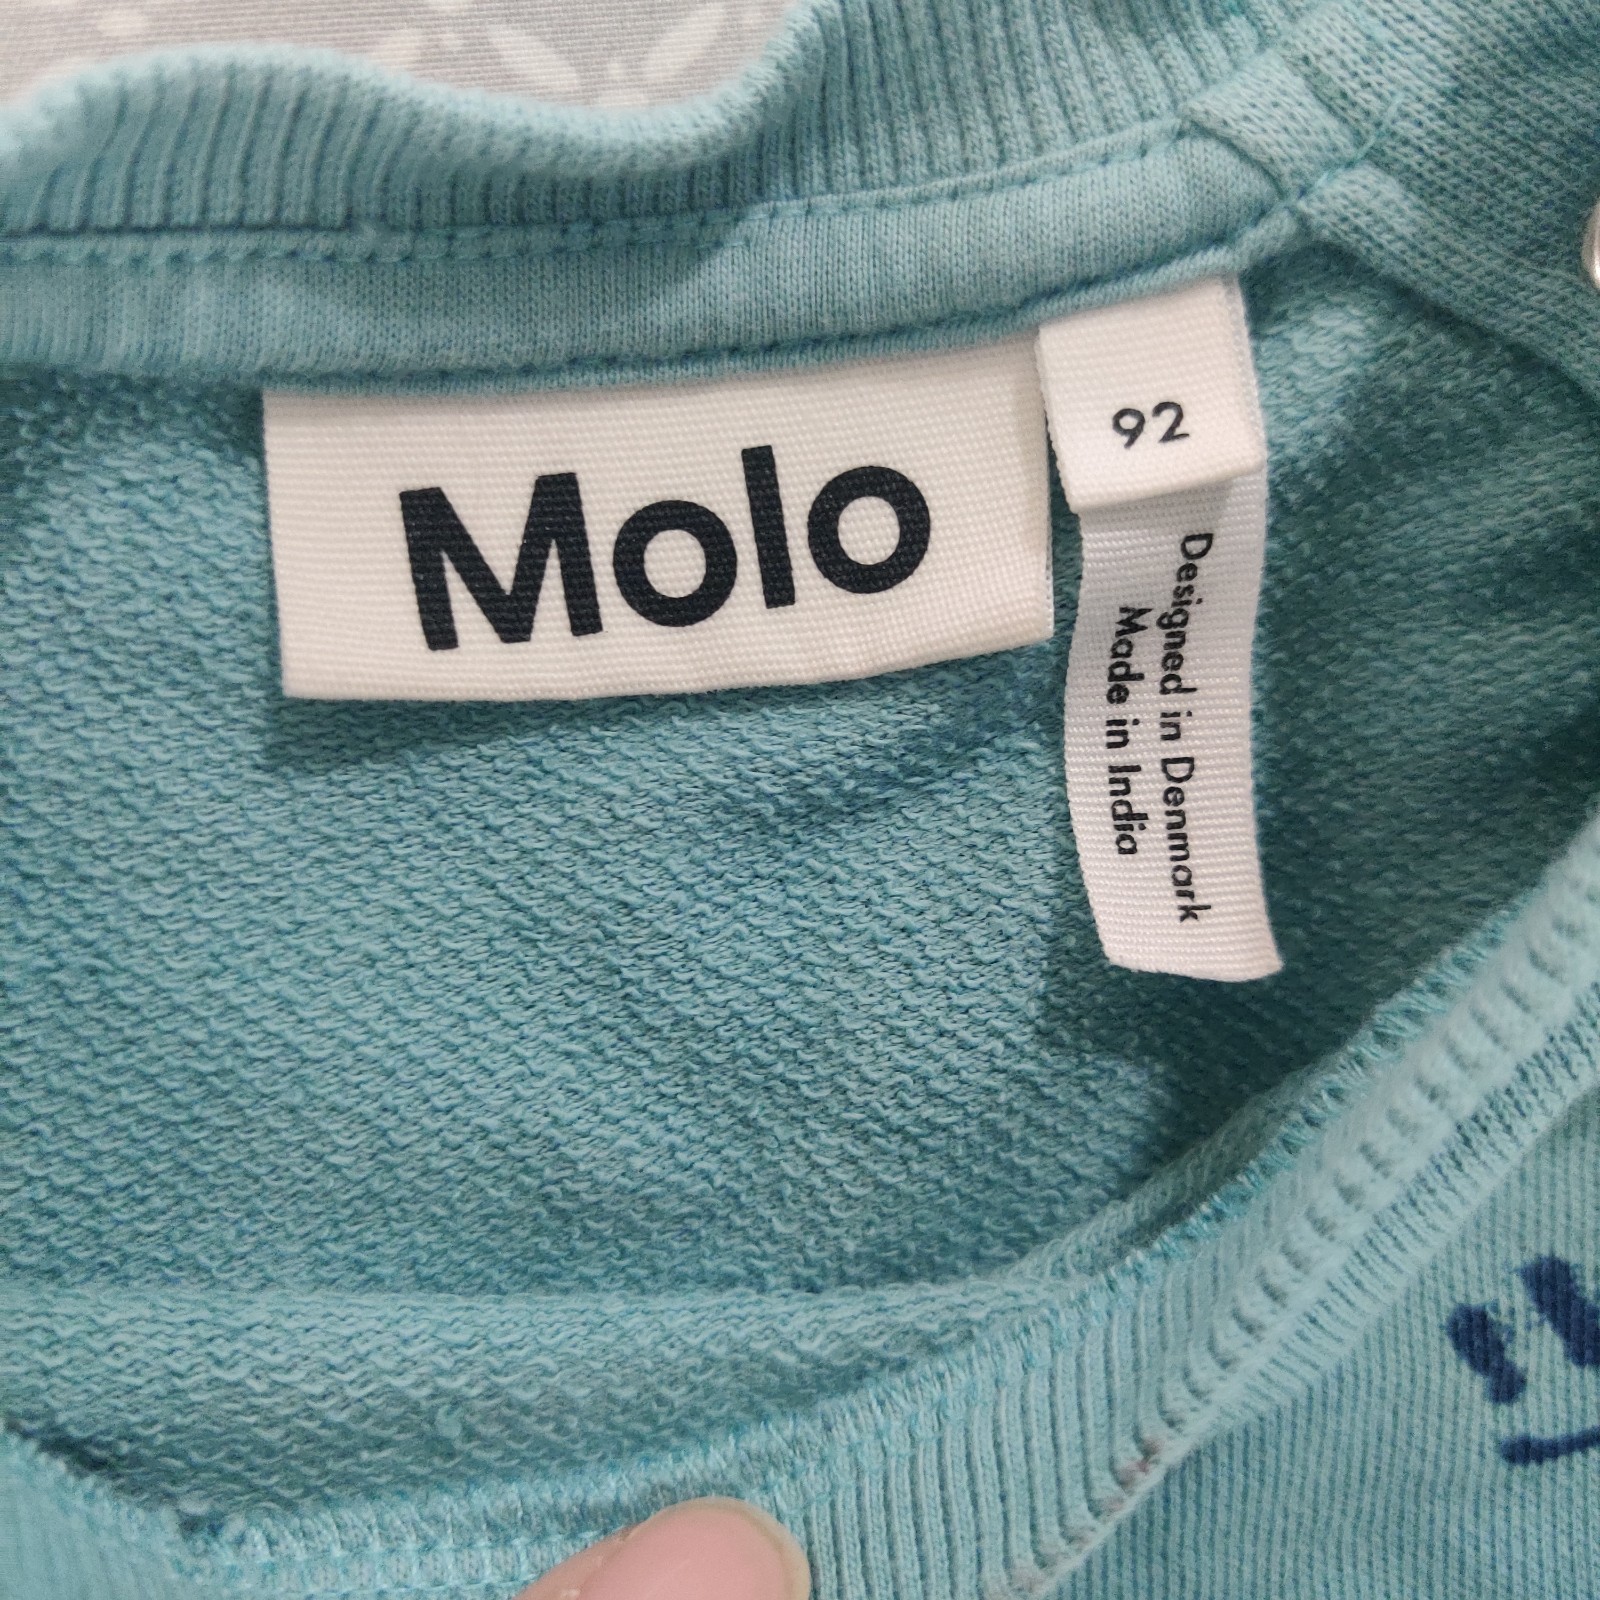 Molo
92
Designed in Denmark
Made in India